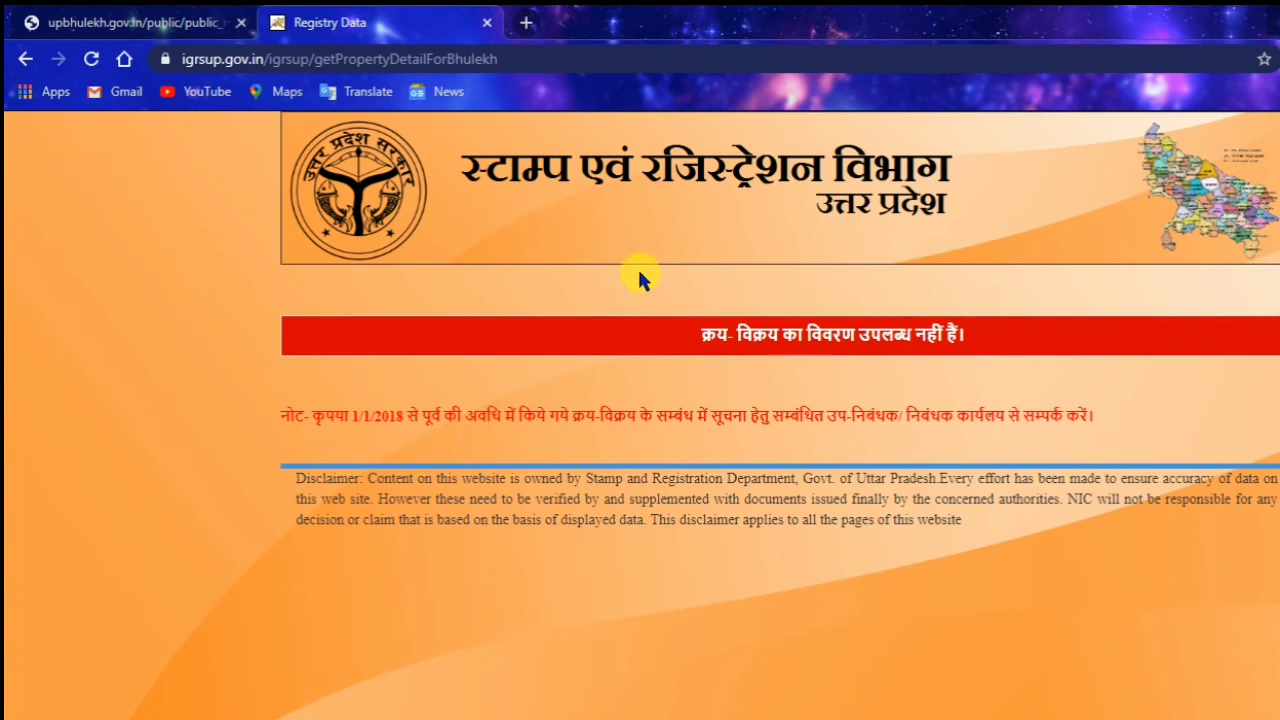 upbhulekh.gov.in/public/public_r
Registry Data
igrsup.gov.in/igrsup/getPropertyDetailForBhulekh
Apps Gmail YouTube Maps Translate News
उत्तर प्रदेश सरकार
स्टाम्प एवं रजिस्ट्रेशन विभाग
उत्तर प्रदेश
क्रय- विक्रय का विवरण उपलब्ध नहीं हैं।
नोट- कृपया 1/1/2018 से पूर्व की अवधि में किये गये क्रय-विक्रय के सम्बंध में सूचना हेतु सम्बंधित उप-निबंधक/ निबंधक कार्यलय से सम्पर्क करें।
Disclaimer: Content on this website is owned by Stamp and Registration Department, Govt. of Uttar Pradesh.Every effort has been made to ensure accuracy of data on
this web site. However these need to be verified by and supplemented with documents issued finally by the concerned authorities. NIC will not be responsible for any
decision or claim that is based on the basis of displayed data. This disclaimer applies to all the pages of this website